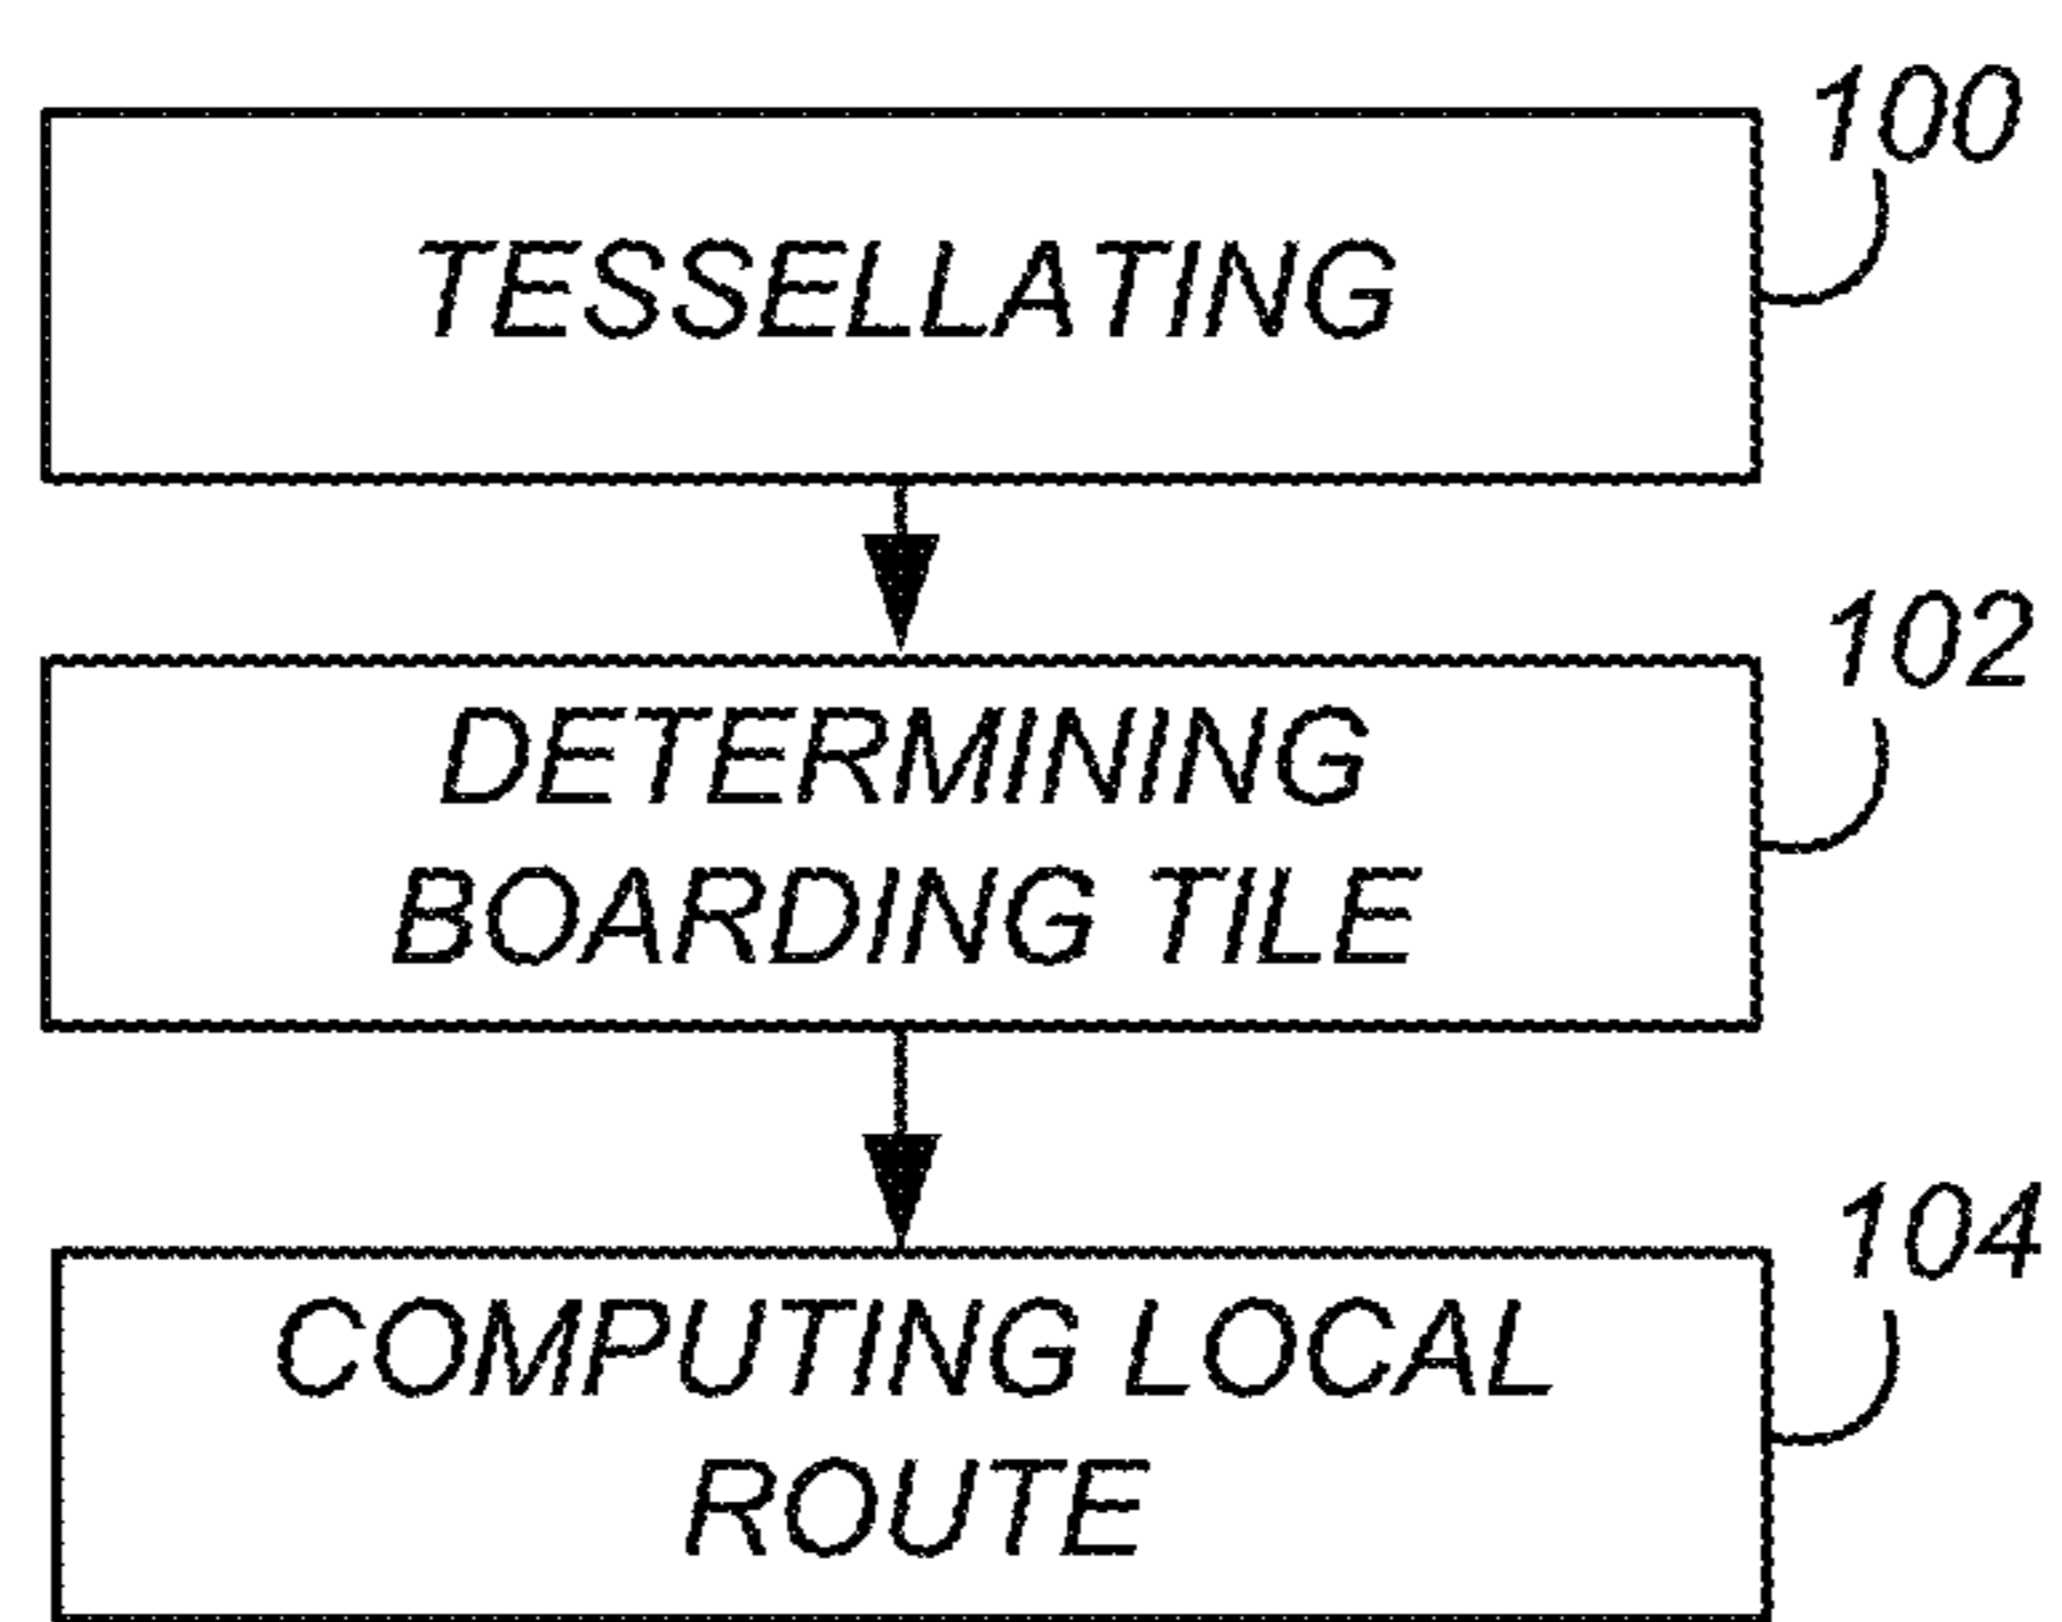 100
TESSELLATING
102
DETERMINING
BOARDING TILE
104
COMPUTING LOCAL
ROUTE